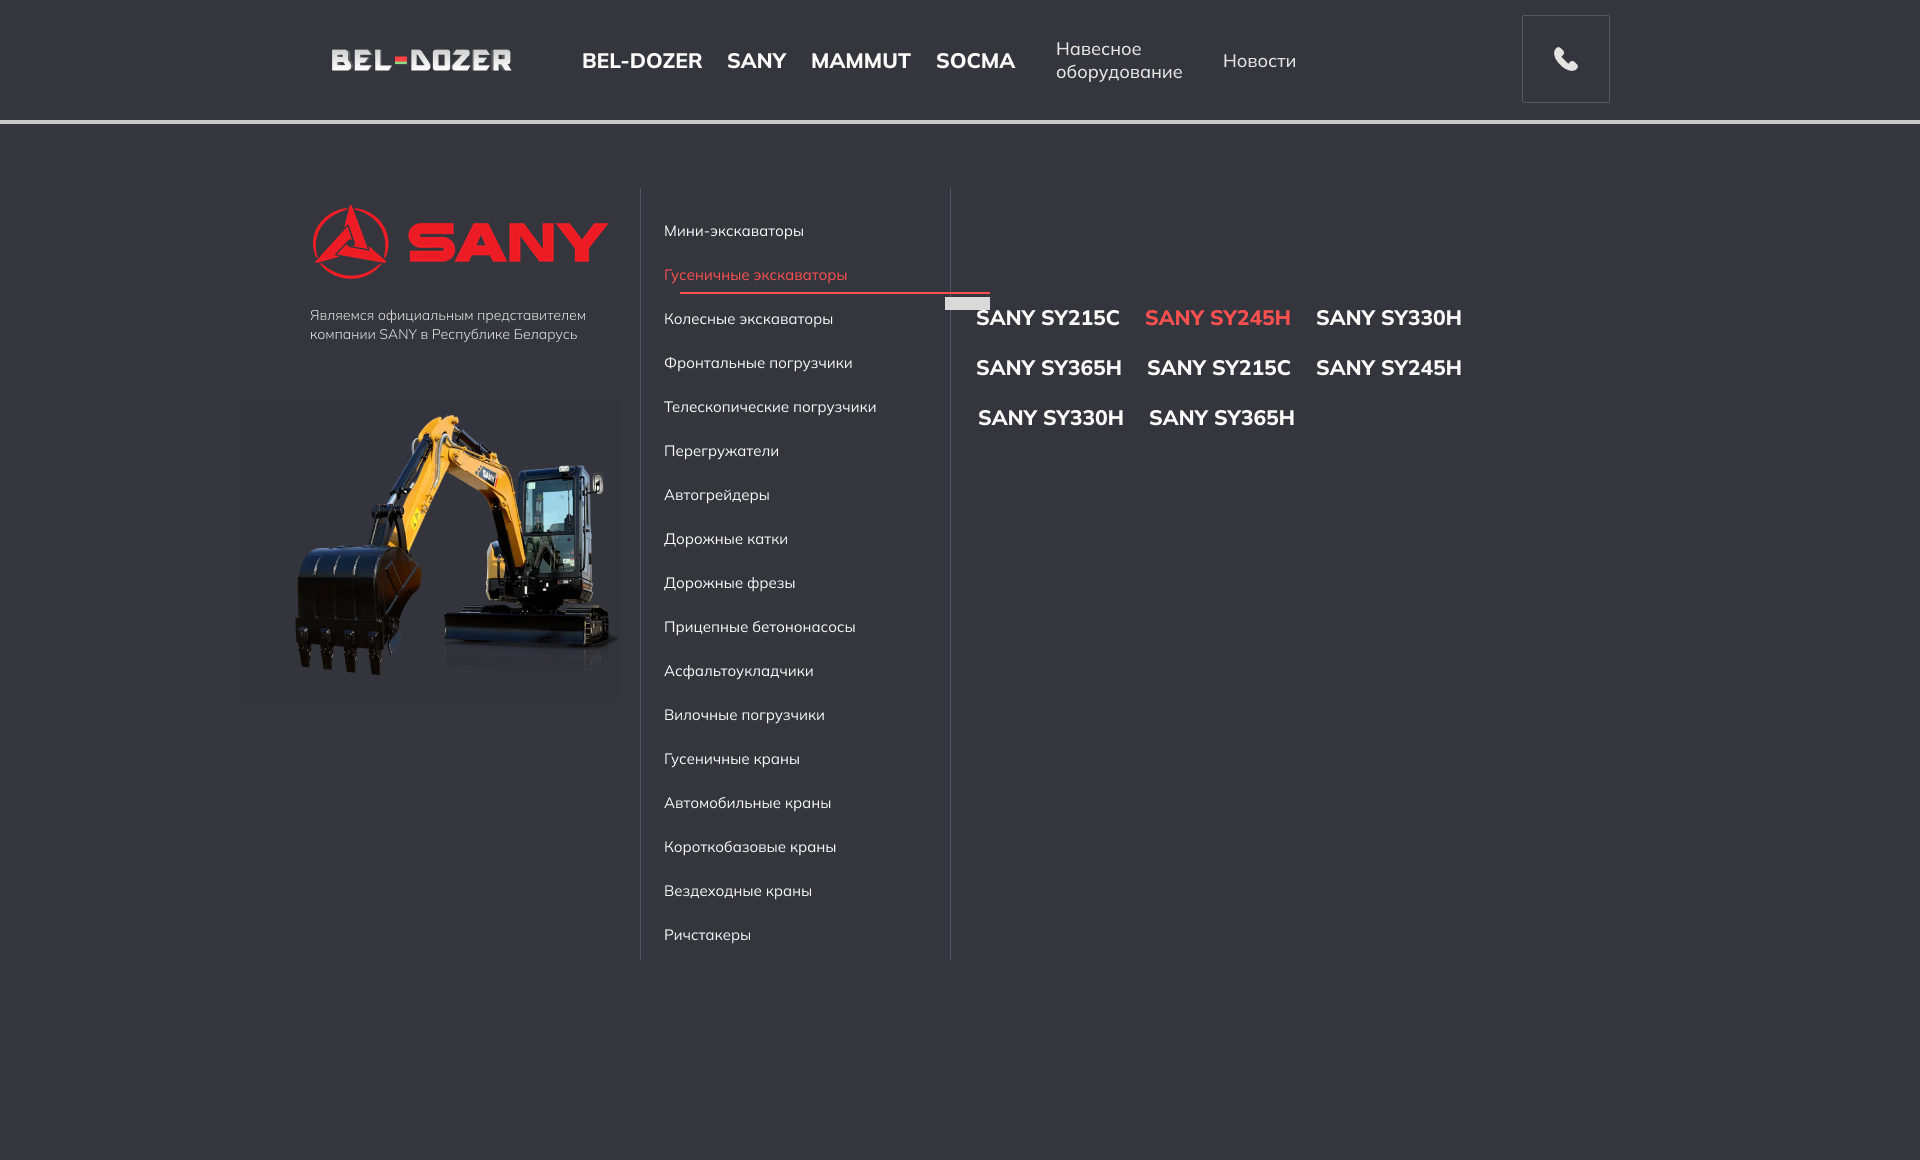 BEL-DOZER
BEL-DOZER SANY MAMMUT SOCMA
Навесное
оборудование
Новости
SANY
Являемся официальным представителем
компании SANY в Республике Беларусь
SANY
Мини-экскаваторы
Гусеничные экскаваторы
Колесные экскаваторы
Фронтальные погрузчики
Телескопические погрузчики
Перегружатели
Автогрейдеры
Дорожные катки
Дорожные фрезы
Прицепные бетононасосы
Асфальтоукладчики
Вилочные погрузчики
Гусеничные краны
Автомобильные краны
Короткобазовые краны
Вездеходные краны
Ричстакеры
SANY SY215C SANY SY245H SANY SY330H
SANY SY365H SANY SY215C SANY SY245H
SANY SY330H SANY SY365H